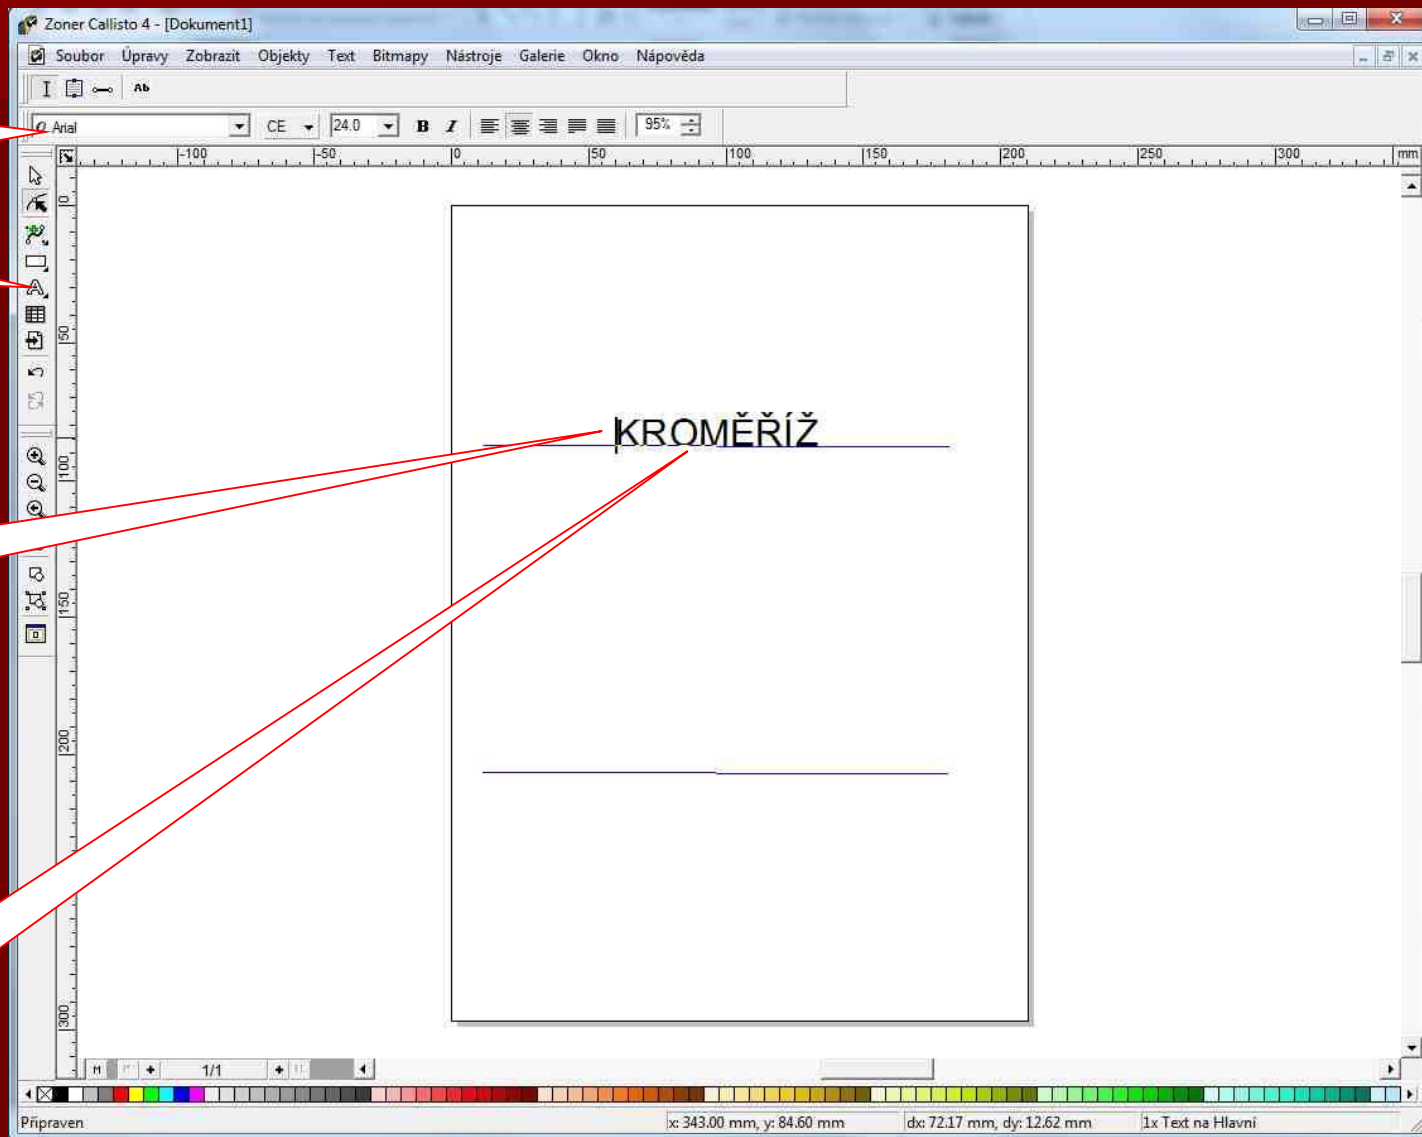 Zoner Callisto 4 - [Dokument1]
Soubor Úpravy Zobrazit Objekty Text Bitmapy Nástroje Galerie Okno Nápověda
Ab
Arial CE 24.0 B I 95%
-100 -50 0 50 100 150 200 250 300 mm
0
50
100
150
200
300
KROMĚŘÍŽ
M 1/1
Připraven x: 343.00 mm, y: 84.60 mm dx: 72.17 mm, dy: 12.62 mm 1x Text na Hlavní